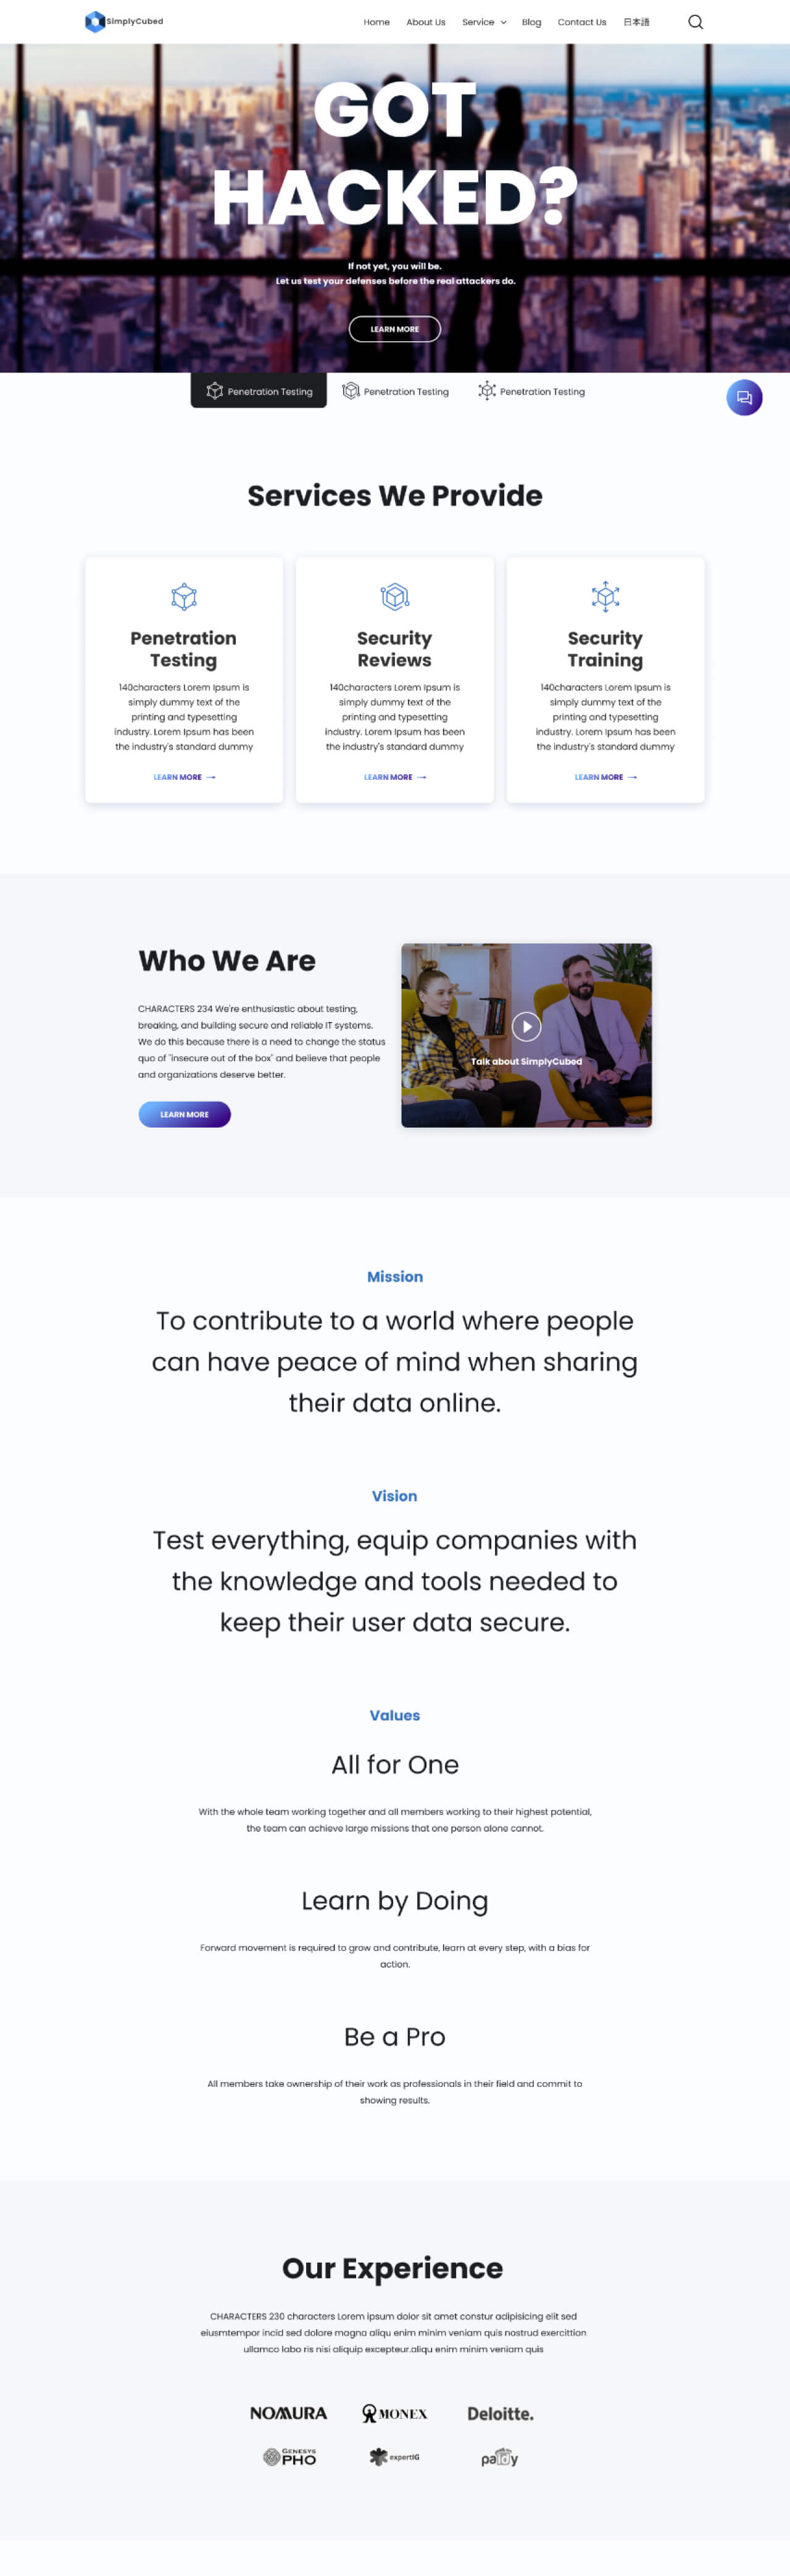 SimplyCubed
Home About Us Service Blog Contact Us 日本語
GOT
HACKED?
If not yet, you will be.
Let us test your defenses before the real attackers do.
LEARN MORE
Penetration Testing Penetration Testing Penetration Testing
Services We Provide
Penetration
Testing
140characters Lorem Ipsum is
simply dummy text of the
printing and typesetting
industry. Lorem Ipsum has been
the industry's standard dummy
LEARN MORE
Security
Reviews
140characters Lorem Ipsum is
simply dummy text of the
printing and typesetting
industry. Lorem Ipsum has been
the industry's standard dummy
LEARN MORE
Security
Training
140characters Lorem Ipsum is
simply dummy text of the
printing and typesetting
industry. Lorem Ipsum has been
the industry's standard dummy
LEARN MORE
Who We Are
CHARACTERS 234 We're enthusiastic about testing,
breaking, and building secure and reliable IT systems.
We do this because there is a need to change the status
quo of "insecure out of the box" and believe that people
and organizations deserve better.
LEARN MORE
Talk about SimplyCubed
Mission
To contribute to a world where people
can have peace of mind when sharing
their data online.
Vision
Test everything, equip companies with
the knowledge and tools needed to
keep their user data secure.
Values
All for One
With the whole team working together and all members working to their highest potential,
the team can achieve large missions that one person alone cannot.
Learn by Doing
Forward movement is required to grow and contribute, learn at every step, with a bias for
action.
Be a Pro
All members take ownership of their work as professionals in their field and commit to
showing results.
Our Experience
CHARACTERS 230 characters Lorem ipsum dolor sit amet constur adipisicing elit sed
eiusmtempor incid sed dolore magna aliqu enim minim veniam quis nostrud exercittion
ullamco labo ris nisi aliquip excepteur.aliqu enim minim veniam quis
NOMURA MONEX Deloitte.
GENESYS
PHO expertIG paidy